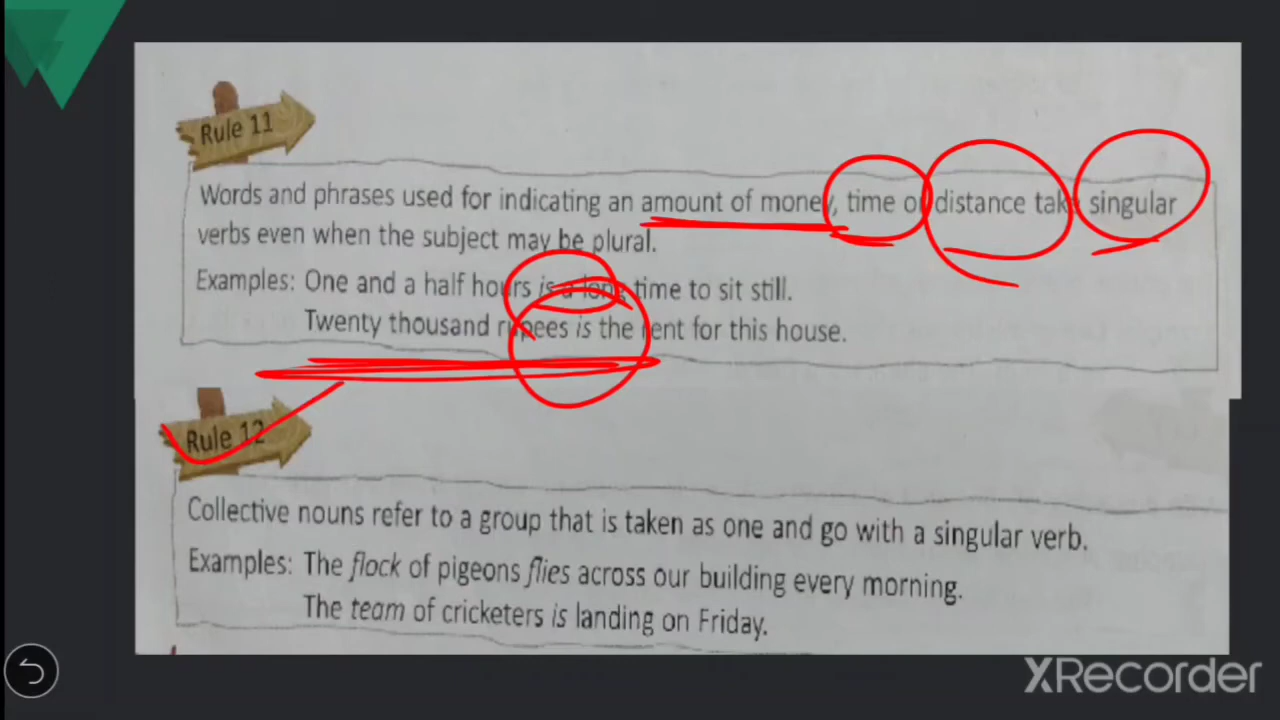 Rule 11
Words and phrases used for indicating an amount of money, time or distance take singular
verbs even when the subject may be plural.
Examples: One and a half hours is a long time to sit still.
Twenty thousand rupees is the rent for this house.
Rule 12
Collective nouns refer to a group that is taken as one and go with a singular verb.
Examples: The flock of pigeons flies across our building every morning.
The team of cricketers is landing on Friday.
XRecorder